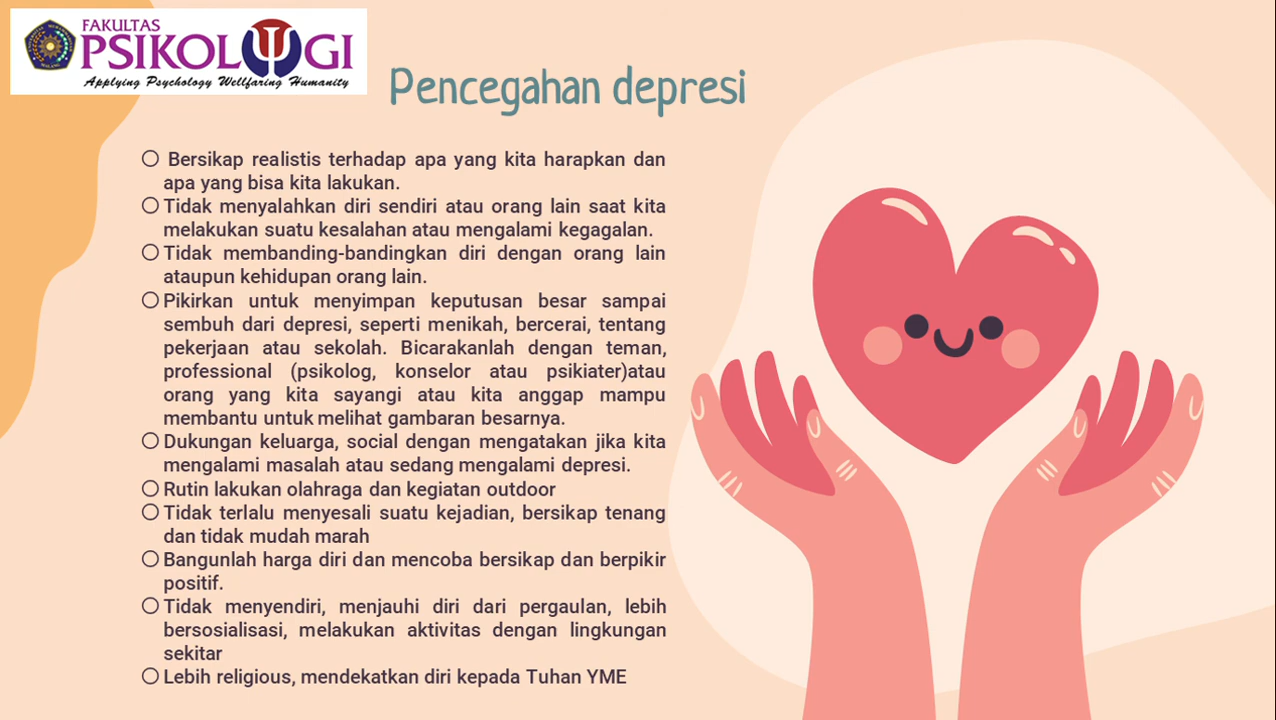 FAKULTAS
PSIKOLOGI
Applying Psychology Wellfaring Humanity
Pencegahan depresi
Bersikap realistis terhadap apa yang kita harapkan dan
apa yang bisa kita lakukan.
Tidak menyalahkan diri sendiri atau orang lain saat kita
melakukan suatu kesalahan atau mengalami kegagalan.
Tidak membanding-bandingkan diri dengan orang lain
ataupun kehidupan orang lain.
Pikirkan untuk menyimpan keputusan besar sampai
sembuh dari depresi, seperti menikah, bercerai, tentang
pekerjaan atau sekolah. Bicarakanlah dengan teman,
professional (psikolog, konselor atau psikiater)atau
orang yang kita sayangi atau kita anggap mampu
membantu untuk melihat gambaran besarnya.
Dukungan keluarga, social dengan mengatakan jika kita
mengalami masalah atau sedang mengalami depresi.
Rutin lakukan olahraga dan kegiatan outdoor
Tidak terlalu menyesali suatu kejadian, bersikap tenang
dan tidak mudah marah
Bangunlah harga diri dan mencoba bersikap dan berpikir
positif.
Tidak menyendiri, menjauhi diri dari pergaulan, lebih
bersosialisasi, melakukan aktivitas dengan lingkungan
sekitar
Lebih religious, mendekatkan diri kepada Tuhan YME